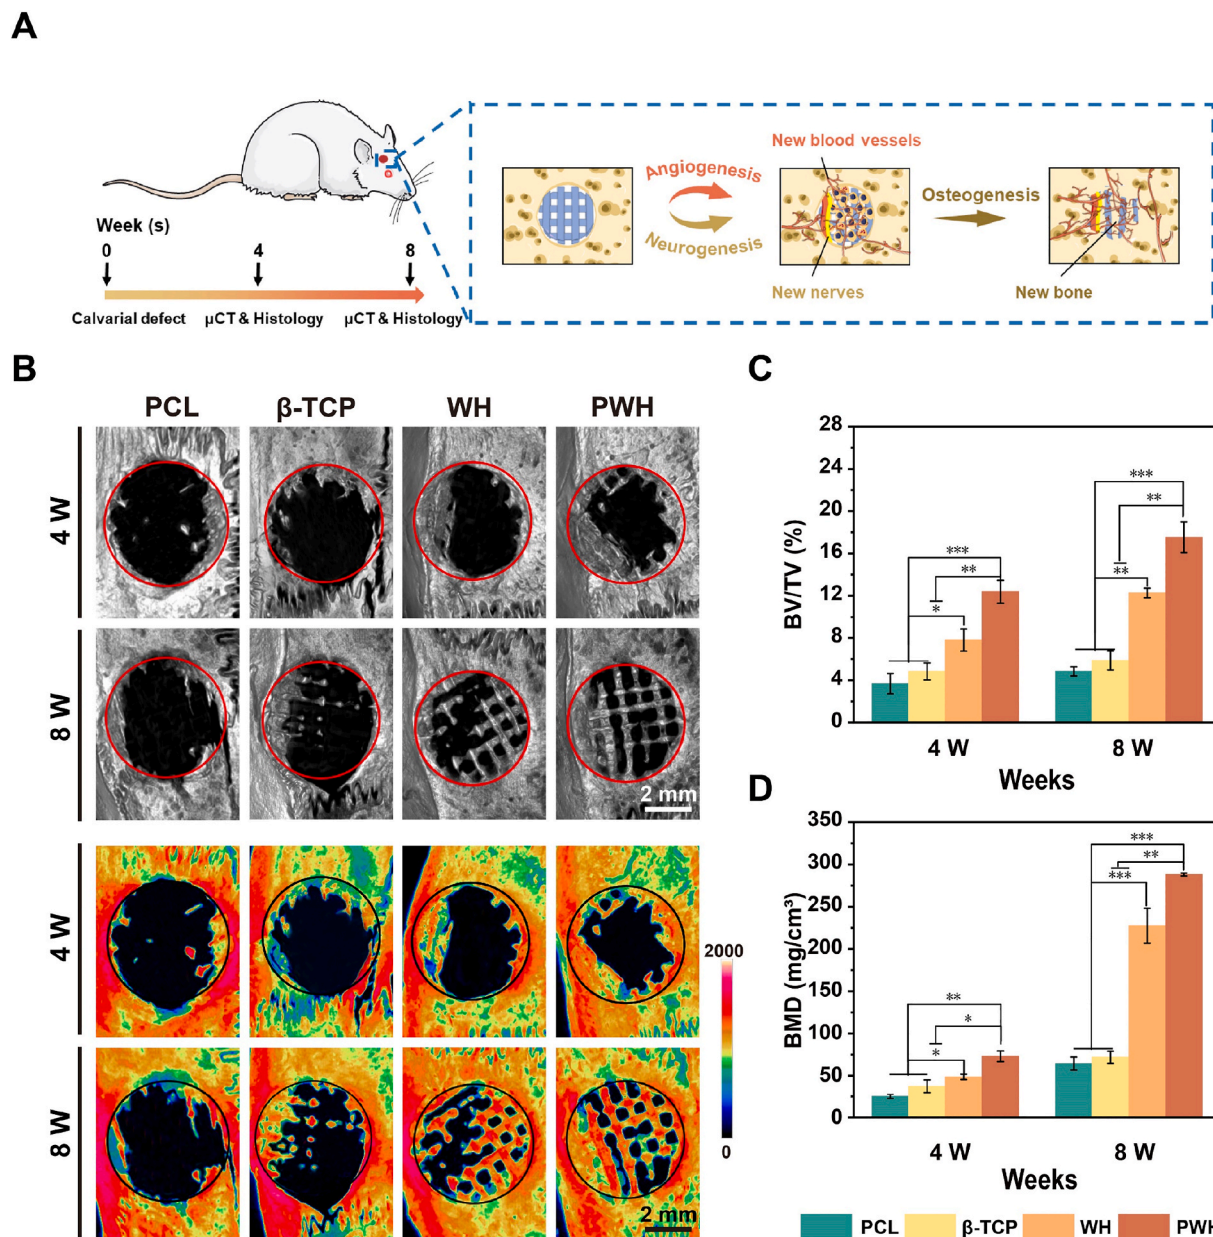 A
Week (s)
0 4 8
Calvarial defect μCT & Histology μCT & Histology
Angiogenesis
Neurogenesis
New blood vessels
New nerves
Osteogenesis
New bone
B
PCL β-TCP WH PWH
4 W
8 W
2 mm
4 W
8 W
2000
0
2 mm
C
BV/TV (%)
28
24
20
16
12
8
4
0
***
**
*
***
**
**
4 W 8 W
Weeks
D
BMD (mg/cm³)
350
300
250
200
150
100
50
0
**
*
*
***
**
***
4 W 8 W
Weeks
PCL β-TCP WH PWH